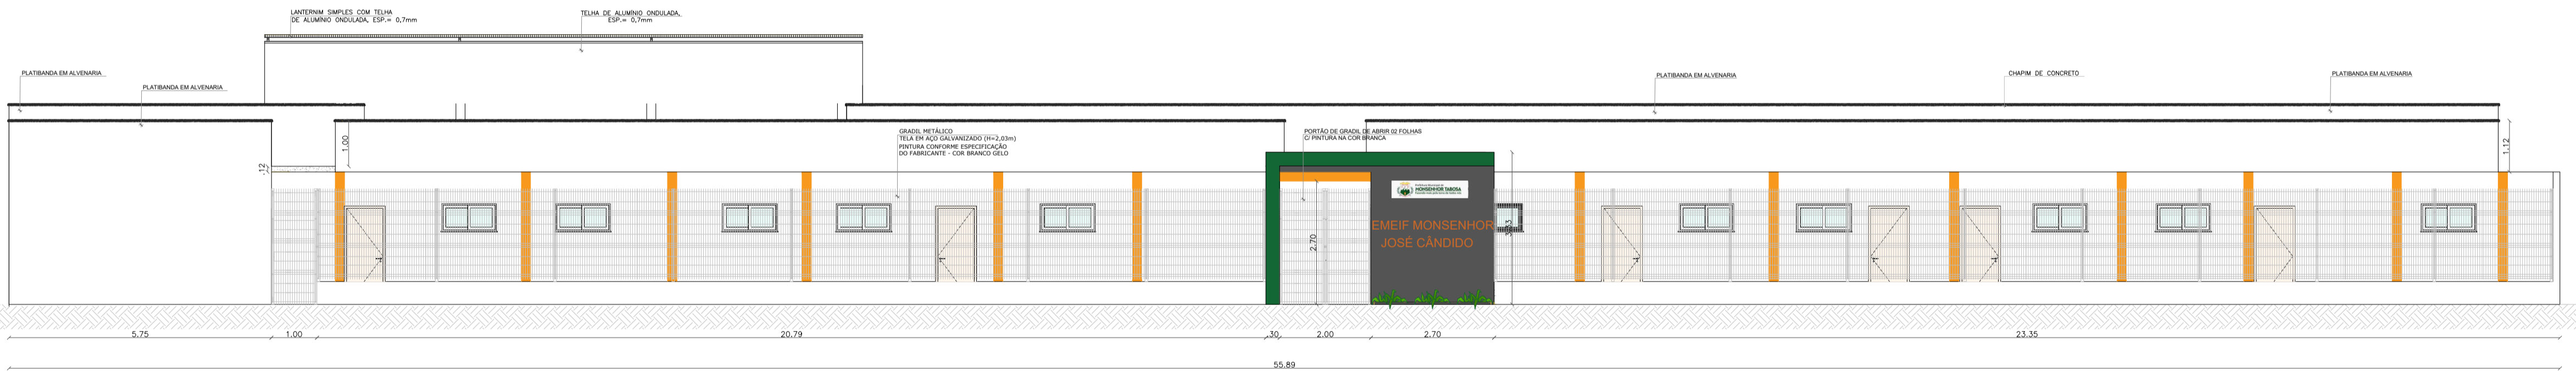 LANTERNIM SIMPLES COM TELHA
DE ALUMÍNIO ONDULADA, ESP.= 0,7mm
TELHA DE ALUMÍNIO ONDULADA,
ESP.= 0,7mm
PLATIBANDA EM ALVENARIA
PLATIBANDA EM ALVENARIA
PLATIBANDA EM ALVENARIA
CHAPIM DE CONCRETO
PLATIBANDA EM ALVENARIA
GRADIL METÁLICO
TELA EM AÇO GALVANIZADO (H=2,03m)
PINTURA CONFORME ESPECIFICAÇÃO
DO FABRICANTE - COR BRANCO GELO
PORTÃO DE GRADIL DE ABRIR 02 FOLHAS
C/ PINTURA NA COR BRANCA
1.00
.12
1.12
MONSENHOR TABOSA
EMEIF MONSENHOR
JOSÉ CÂNDIDO
2.70
5.75
1.00
20.79
.30
2.00
2.70
23.35
55.89